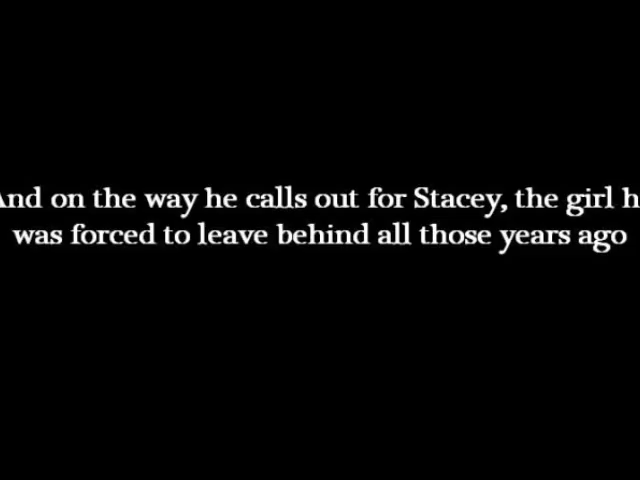 And on the way he calls out for Stacey, the girl h
was forced to leave behind all those years ago